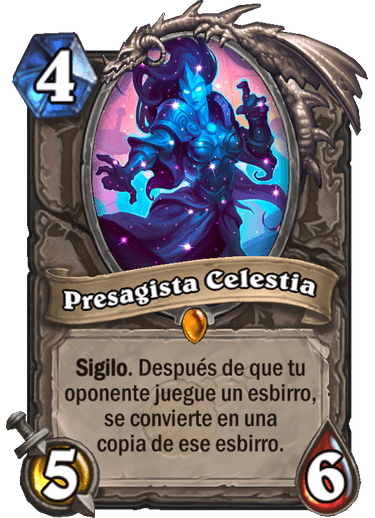 4
Presagista Celestia
Sigilo. Después de que tu
oponente juegue un esbirro,
se convierte en una
copia de ese esbirro.
5
6